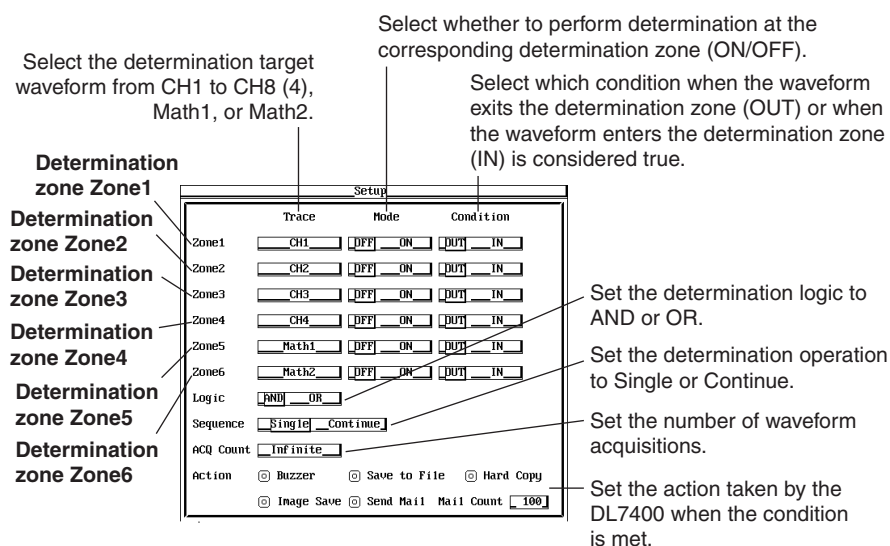 Select whether to perform determination at the
corresponding determination zone (ON/OFF).
Select the determination target
waveform from CH1 to CH8 (4),
Math1, or Math2.
Select which condition when the waveform
exits the determination zone (OUT) or when
the waveform enters the determination zone
(IN) is considered true.
Determination
zone Zone1
Determination
zone Zone2
Determination
zone Zone3
Determination
zone Zone4
Determination
zone Zone5
Determination
zone Zone6
Setup
Trace Mode Condition
Zone1 CH1 OFF ON OUT IN
Zone2 CH2 OFF ON OUT IN
Zone3 CH3 OFF ON OUT IN
Zone4 CH4 OFF ON OUT IN
Zone5 Math1 OFF ON OUT IN
Zone6 Math2 OFF ON OUT IN
Logic AND OR
Sequence Single Continue
ACQ Count Infinite
Action Buzzer Save to File Hard Copy
Image Save Send Mail Mail Count 100
Set the determination logic to
AND or OR.
Set the determination operation
to Single or Continue.
Set the number of waveform
acquisitions.
Set the action taken by the
DL7400 when the condition
is met.